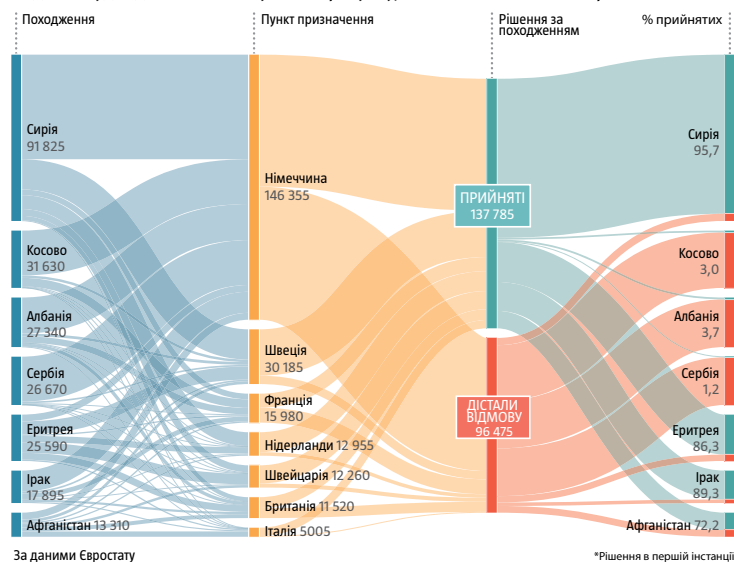 Походження
Пункт призначення
Рішення за
походженням
% прийнятих
Сирія
91 825
Косово
31 630
Албанія
27 340
Сербія
26 670
Еритрея
25 590
Ірак
17 895
Афганістан 13 310
Німеччина
146 355
Швеція
30 185
Франція
15 980
Нідерланди 12 955
Швейцарія 12 260
Британія 11 520
Італія 5005
ПРИЙНЯТІ
137 785
ДІСТАЛИ
ВІДМОВУ
96 475
Сирія
95,7
Косово
3,0
Албанія
3,7
Сербія
1,2
Еритрея
86,3
Ірак
89,3
Афганістан 72,2
За даними Євростату
*Рішення в першій інстанції